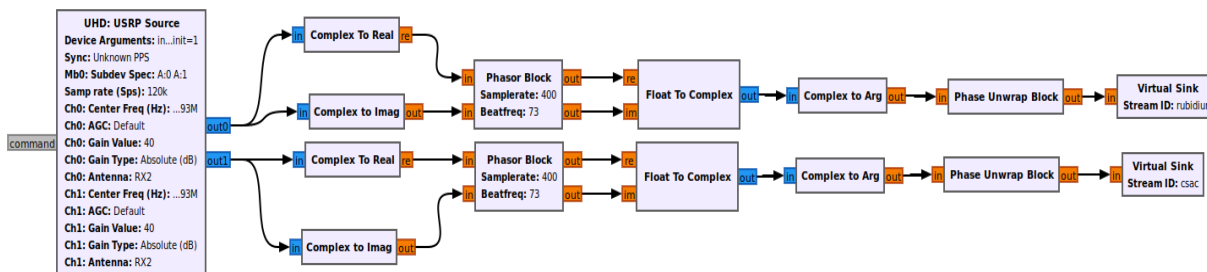 UHD: USRP Source
Device Arguments: in...init=1
Sync: Unknown PPS
Mb0: Subdev Spec: A:0 A:1
Samp rate (Sps): 120k
Ch0: Center Freq (Hz): ...93M
Ch0: AGC: Default
Ch0: Gain Value: 40
Ch0: Gain Type: Absolute (dB)
Ch0: Antenna: RX2
Ch1: Center Freq (Hz): ...93M
Ch1: AGC: Default
Ch1: Gain Value: 40
Ch1: Gain Type: Absolute (dB)
Ch1: Antenna: RX2
command
out0
out1
in
Complex To Real
re
in
Complex to Imag
out
in
in
Phasor Block
Samplerate: 400
Beatfreq: 73
out
out
re
im
Float To Complex
out
in
Complex to Arg
out
in
Phase Unwrap Block
out
in
Virtual Sink
Stream ID: rubidiu
in
Complex To Real
re
in
Complex to Imag
out
in
in
Phasor Block
Samplerate: 400
Beatfreq: 73
out
out
re
im
Float To Complex
out
in
Complex to Arg
out
in
Phase Unwrap Block
out
in
Virtual Sink
Stream ID: csac